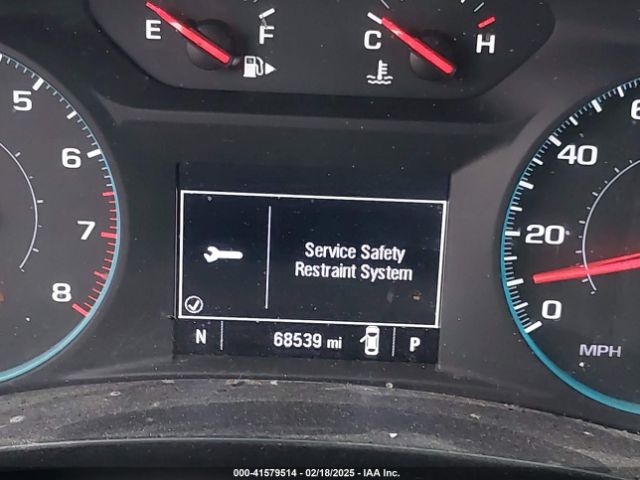 E F C H
5
6
7
8
6
40
20
0
MPH
Service Safety
Restraint System
N 68539 mi P
000-41579514 - 02/18/2025 - IAA Inc.